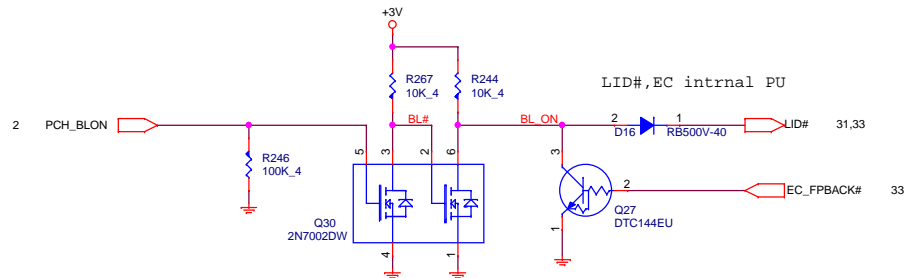 +3V
R267
10K_4
R244
10K_4
LID#,EC intrnal PU
2 PCH_BLON
BL#
BL_ON
2 1
D16 RB500V-40
LID# 31,33
R246
100K_4
5 3 2 6
3
2
EC_FPBACK# 33
Q30
2N7002DW
Q27
DTC144EU
4 1
1